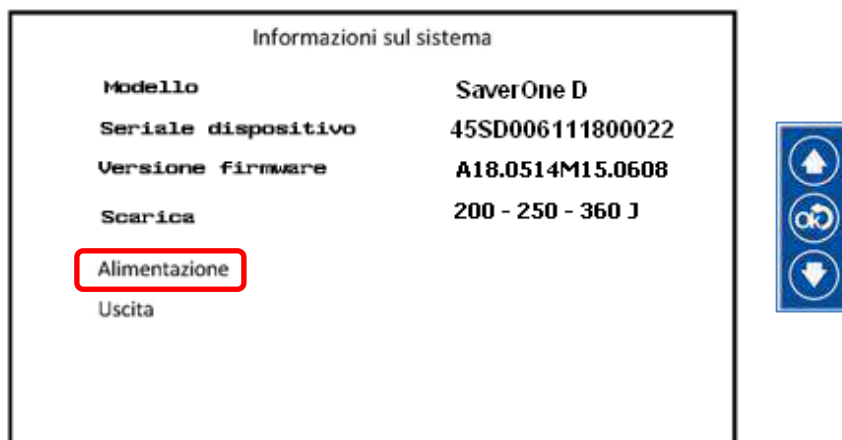 Informazioni sul sistema
Modello SaverOne D
Seriale dispositivo 45SD006111800022
Versione firmware A18.0514M15.0608
Scarica 200 - 250 - 360 J
Alimentazione
Uscita
ok